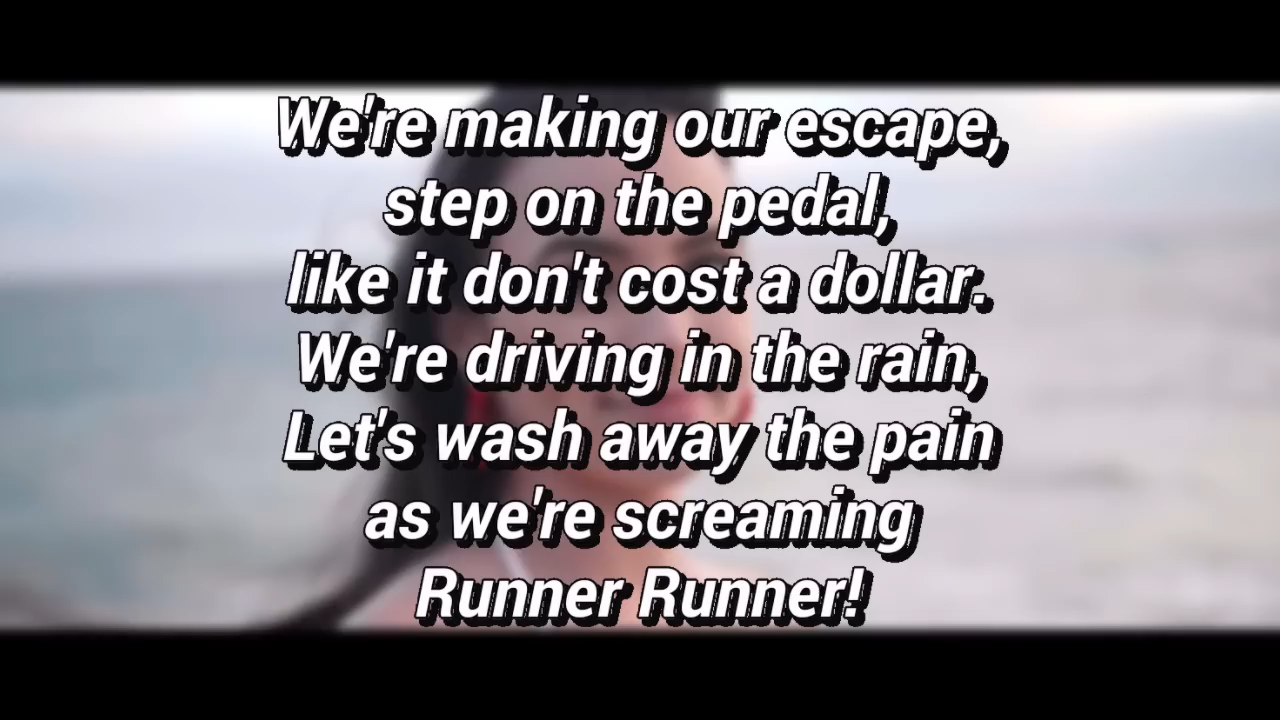 We're making our escape,
step on the pedal,
like it don't cost a dollar.
We're driving in the rain,
Let's wash away the pain
as we're screaming
Runner Runner!